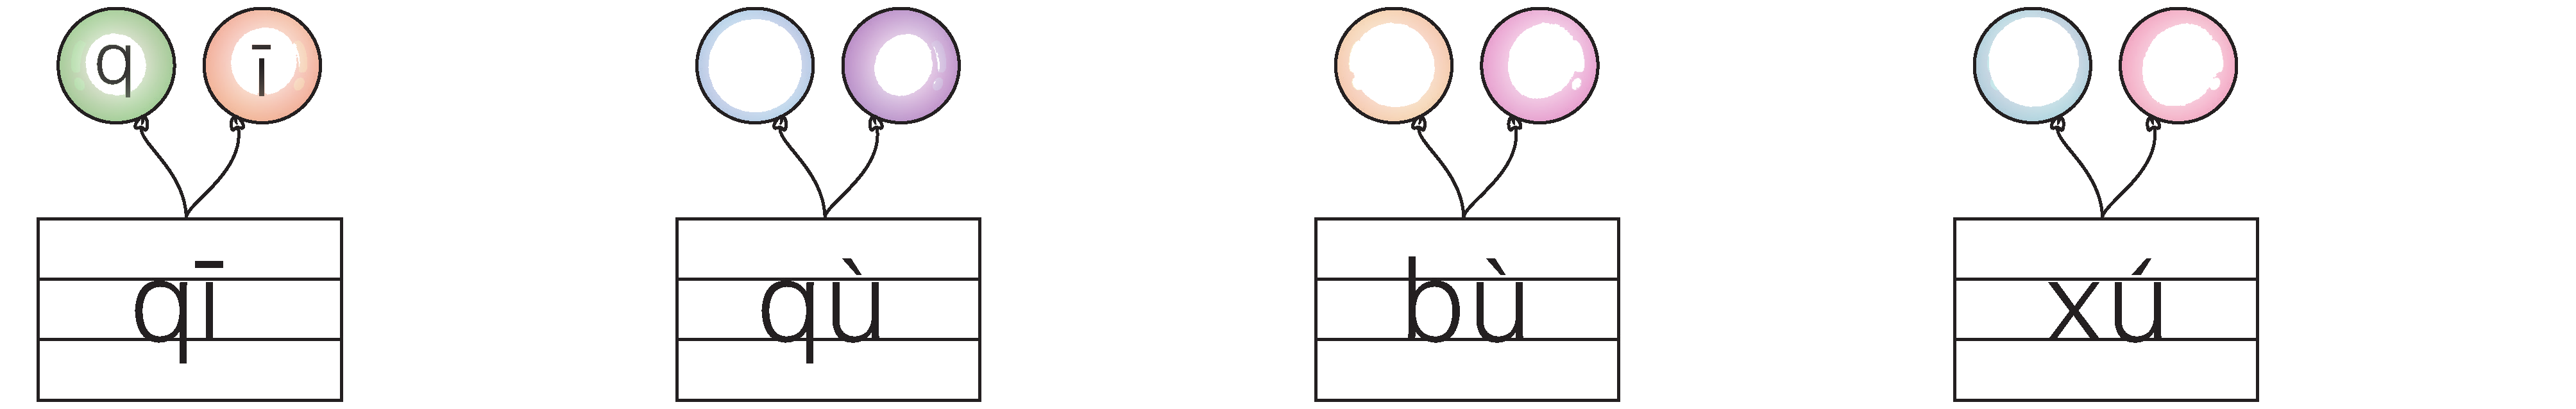 q ī
qī qù bù xú